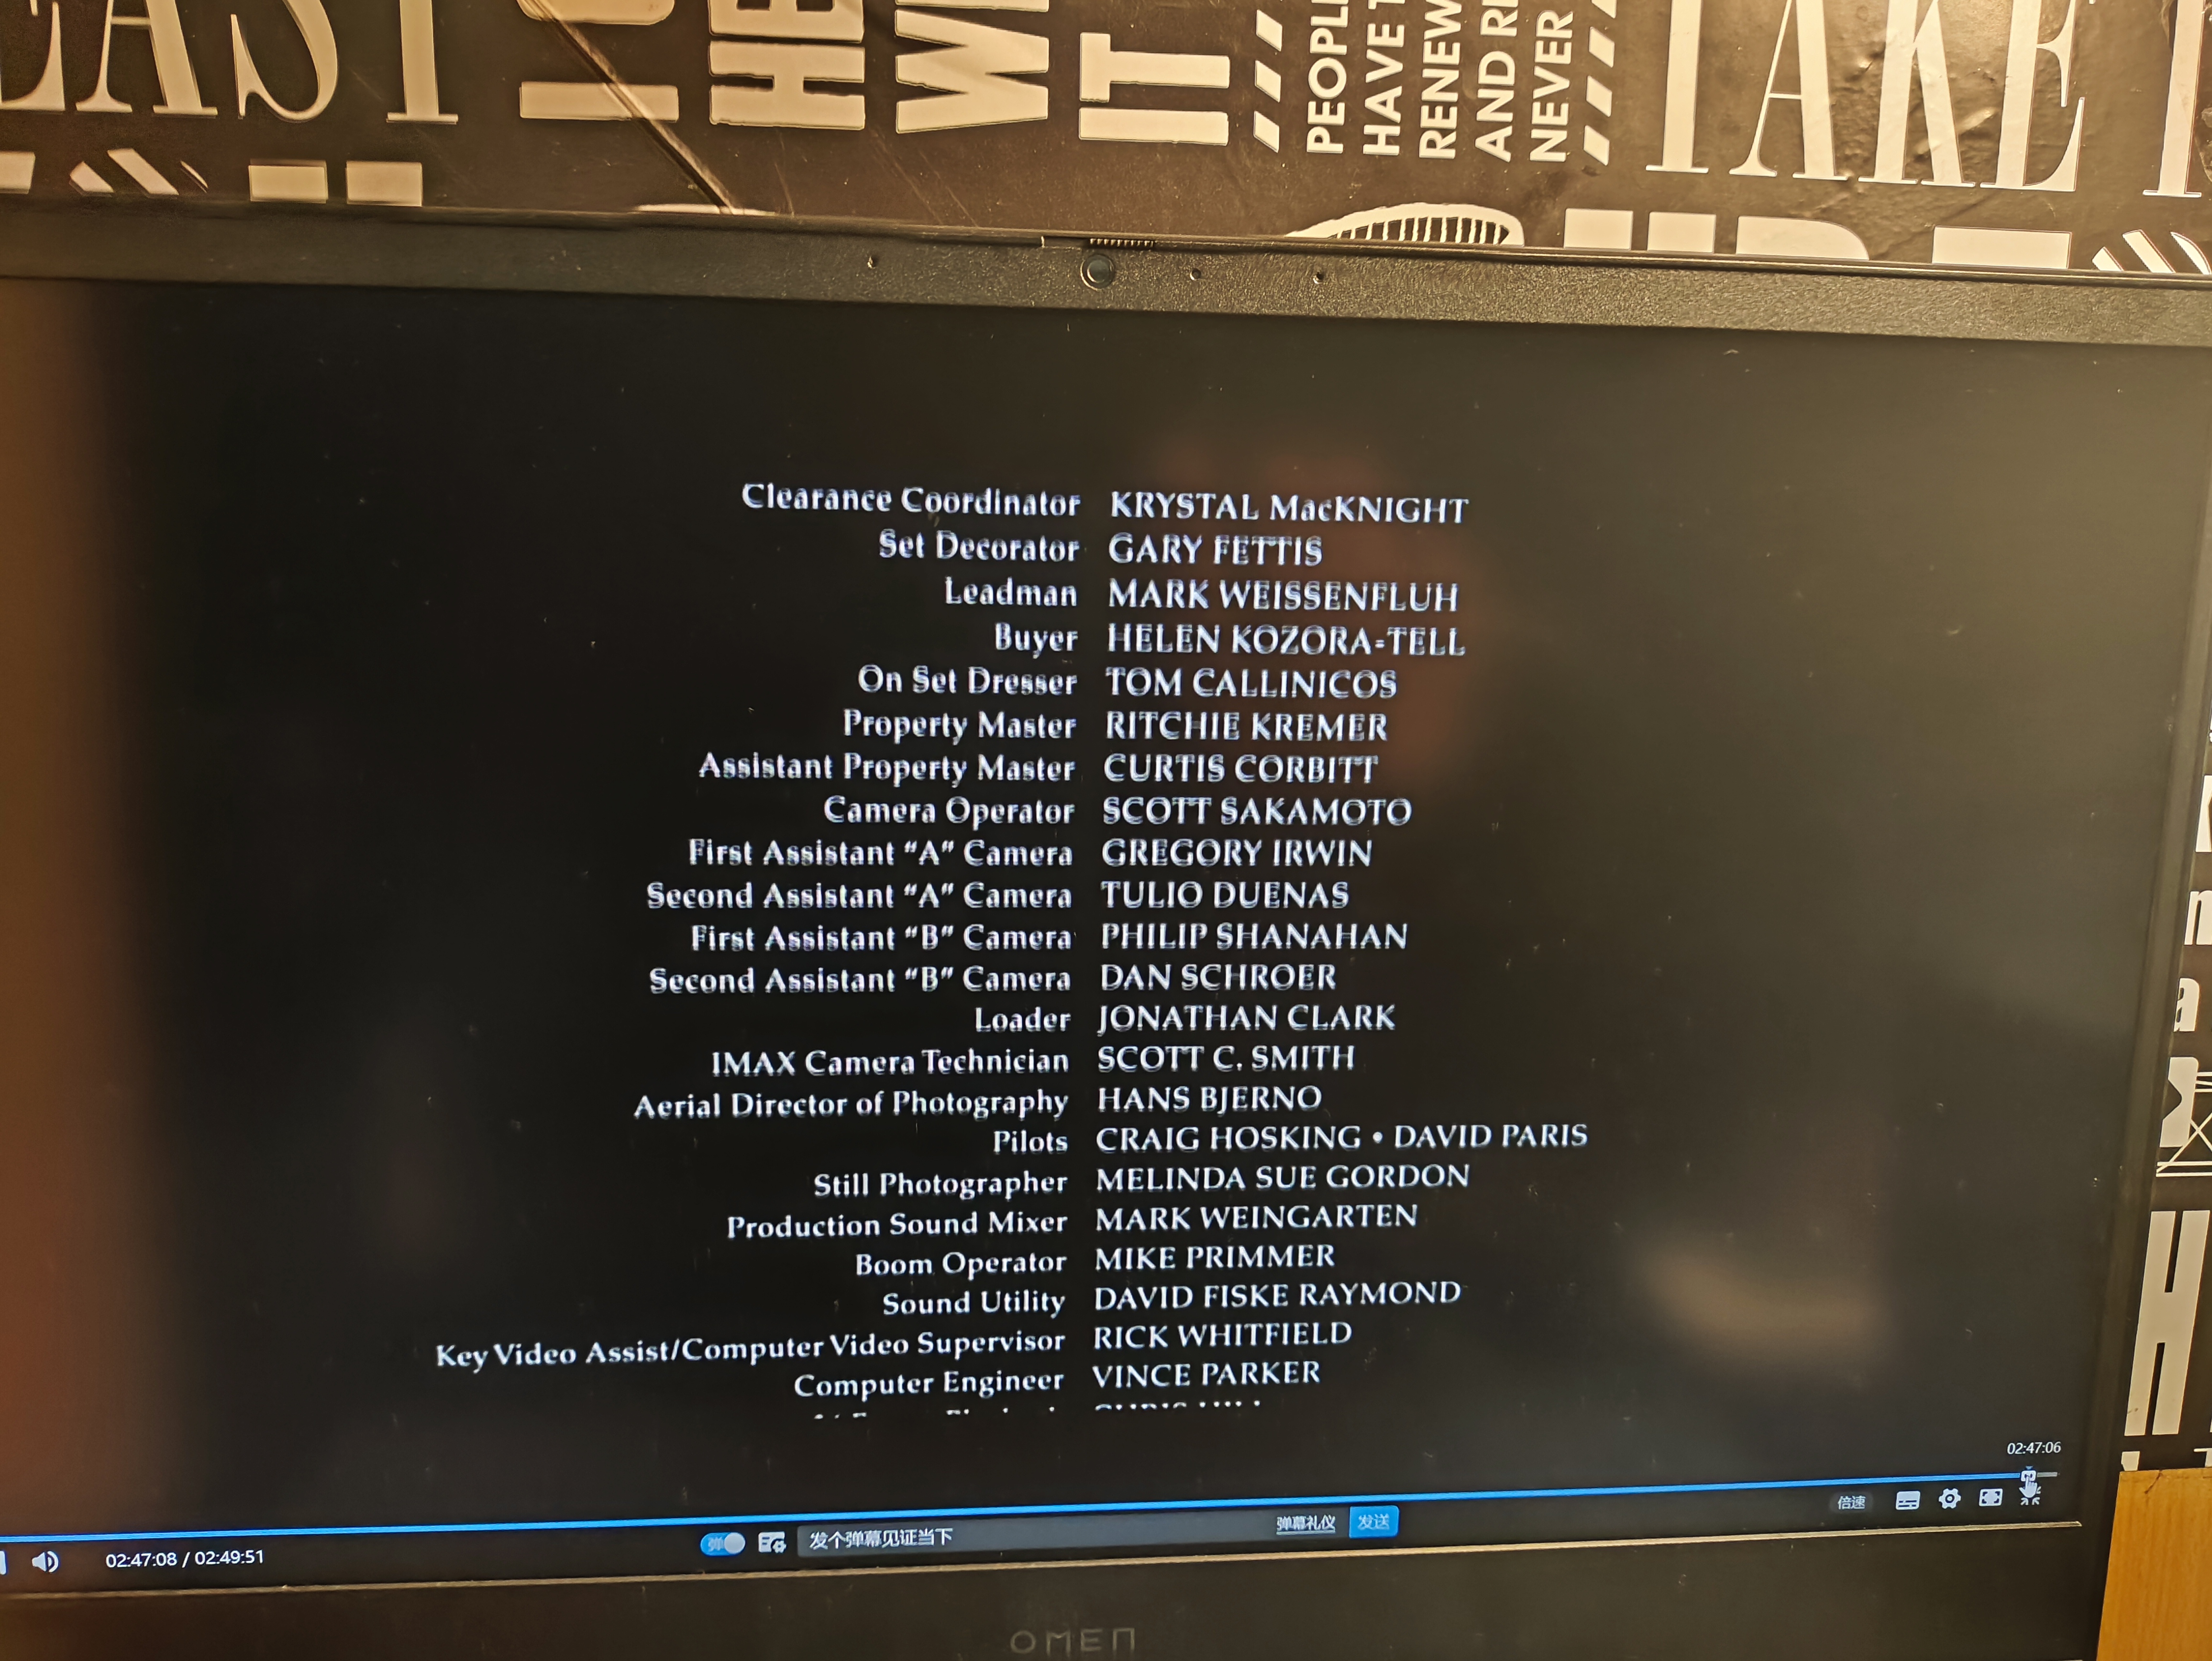 EAST
IT
PEOPLE
HAVE
RENEW
AND
NEVER
TAKE
Clearance Coordinator KRYSTAL MacKNIGHT
Set Decorator GARY FETTIS
Leadman MARK WEISSENFLUH
Buyer HELEN KOZORA-TELL
On Set Dresser TOM CALLINICOS
Property Master RITCHIE KREMER
Assistant Property Master CURTIS CORBITT
Camera Operator SCOTT SAKAMOTO
First Assistant “A” Camera GREGORY IRWIN
Second Assistant “A” Camera TULIO DUENAS
First Assistant “B” Camera PHILIP SHANAHAN
Second Assistant “B” Camera DAN SCHROER
Loader JONATHAN CLARK
IMAX Camera Technician SCOTT C. SMITH
Aerial Director of Photography HANS BJERNO
Pilots CRAIG HOSKING • DAVID PARIS
Still Photographer MELINDA SUE GORDON
Production Sound Mixer MARK WEINGARTEN
Boom Operator MIKE PRIMMER
Sound Utility DAVID FISKE RAYMOND
Key Video Assist/Computer Video Supervisor RICK WHITFIELD
Computer Engineer VINCE PARKER
02:47:06
02:47:08 / 02:49:51 弹 发个弹幕见证当下 弹幕礼仪 发送 倍速
OMEN